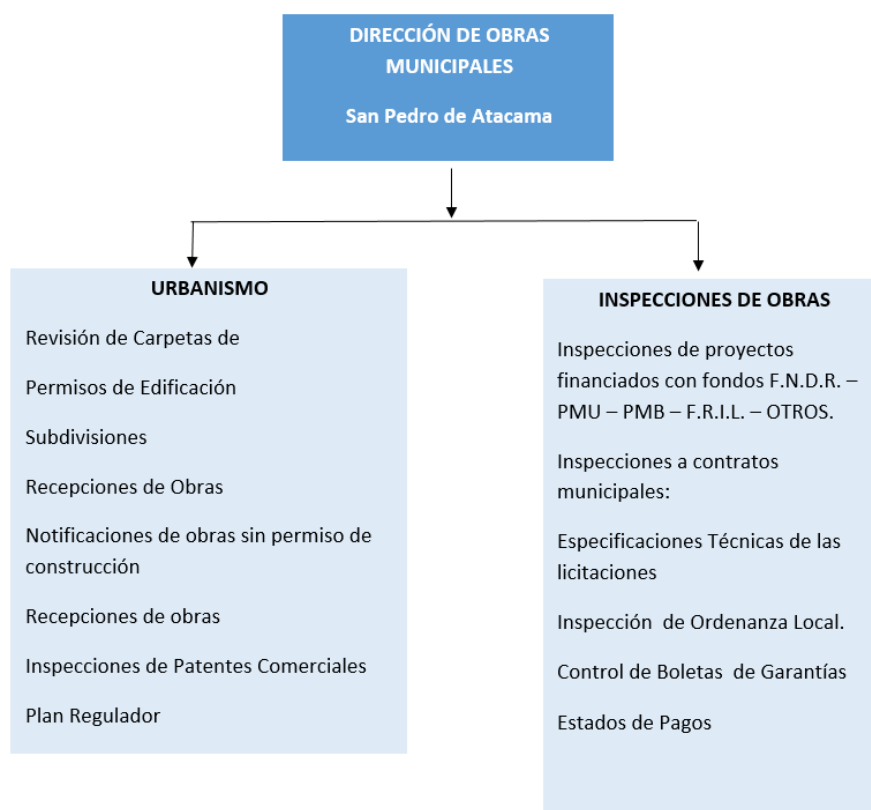 DIRECCIÓN DE OBRAS
MUNICIPALES
San Pedro de Atacama
URBANISMO
Revisión de Carpetas de
Permisos de Edificación
Subdivisiones
Recepciones de Obras
Notificaciones de obras sin permiso de
construcción
Recepciones de obras
Inspecciones de Patentes Comerciales
Plan Regulador
INSPECCIONES DE OBRAS
Inspecciones de proyectos
financiados con fondos F.N.D.R. –
PMU – PMB – F.R.I.L. – OTROS.
Inspecciones a contratos
municipales:
Especificaciones Técnicas de las
licitaciones
Inspección de Ordenanza Local.
Control de Boletas de Garantías
Estados de Pagos